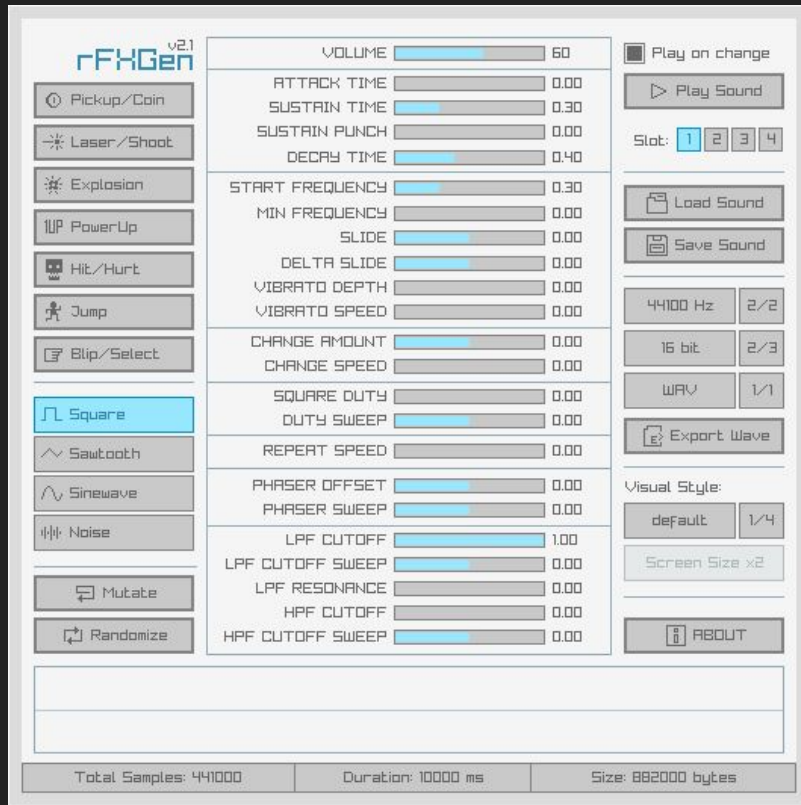 rFXGen v2.1
Pickup/Coin
Laser/Shoot
Explosion
1UP PowerUp
Hit/Hurt
Jump
Blip/Select
Square
Sawtooth
Sinewave
Noise
Mutate
Randomize
VOLUME 60
ATTACK TIME 0.00
SUSTAIN TIME 0.30
SUSTAIN PUNCH 0.00
DECAY TIME 0.40
START FREQUENCY 0.30
MIN FREQUENCY 0.00
SLIDE 0.00
DELTA SLIDE 0.00
VIBRATO DEPTH 0.00
VIBRATO SPEED 0.00
CHANGE AMOUNT 0.00
CHANGE SPEED 0.00
SQUARE DUTY 0.00
DUTY SWEEP 0.00
REPEAT SPEED 0.00
PHASER OFFSET 0.00
PHASER SWEEP 0.00
LPF CUTOFF 1.00
LPF CUTOFF SWEEP 0.00
LPF RESONANCE 0.00
HPF CUTOFF 0.00
HPF CUTOFF SWEEP 0.00
Play on change
Play Sound
Slot: 1 2 3 4
Load Sound
Save Sound
44100 Hz 2/2
16 bit 2/3
WAV 1/1
Export Wave
Visual Style:
default 1/4
Screen Size x2
ABOUT
Total Samples: 441000 Duration: 10000 ms Size: 882000 bytes